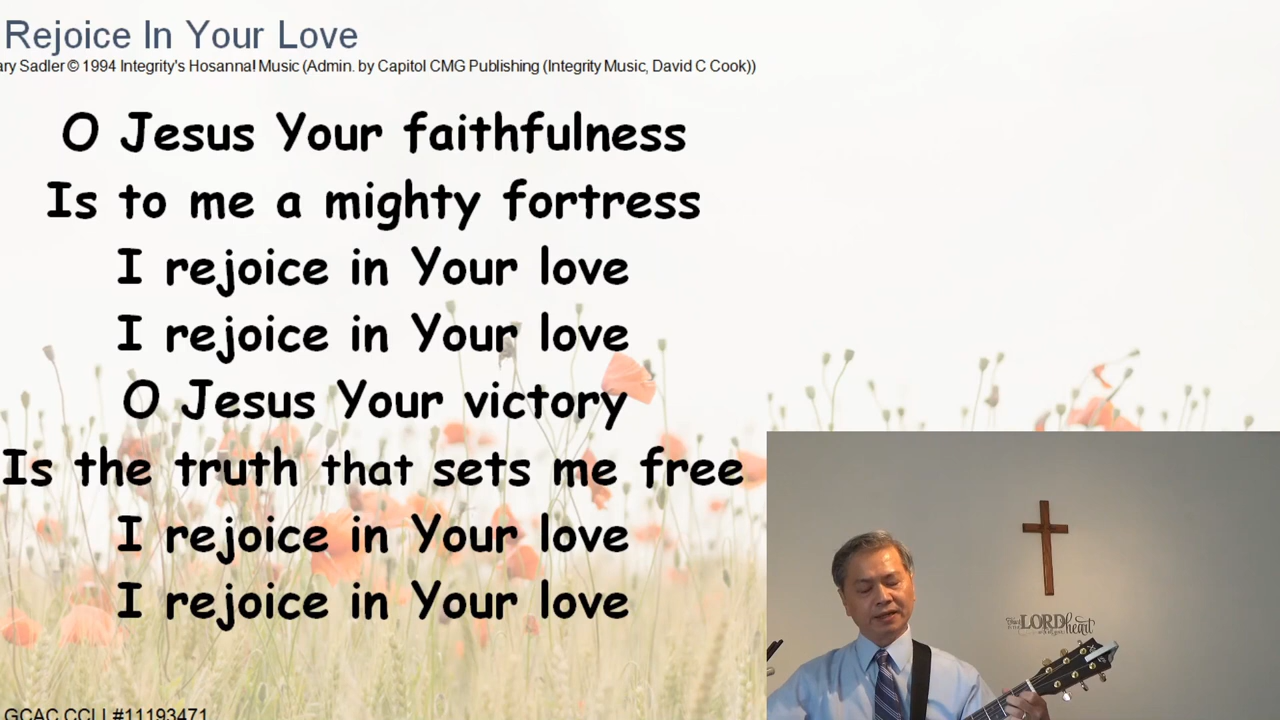 Rejoice In Your Love
ary Sadler © 1994 Integrity's Hosanna! Music (Admin. by Capitol CMG Publishing (Integrity Music, David C Cook))
O Jesus Your faithfulness
Is to me a mighty fortress
I rejoice in Your love
I rejoice in Your love
O Jesus Your victory
Is the truth that sets me free
I rejoice in Your love
I rejoice in Your love
LORD
heart
GCAC CCLI #11193471